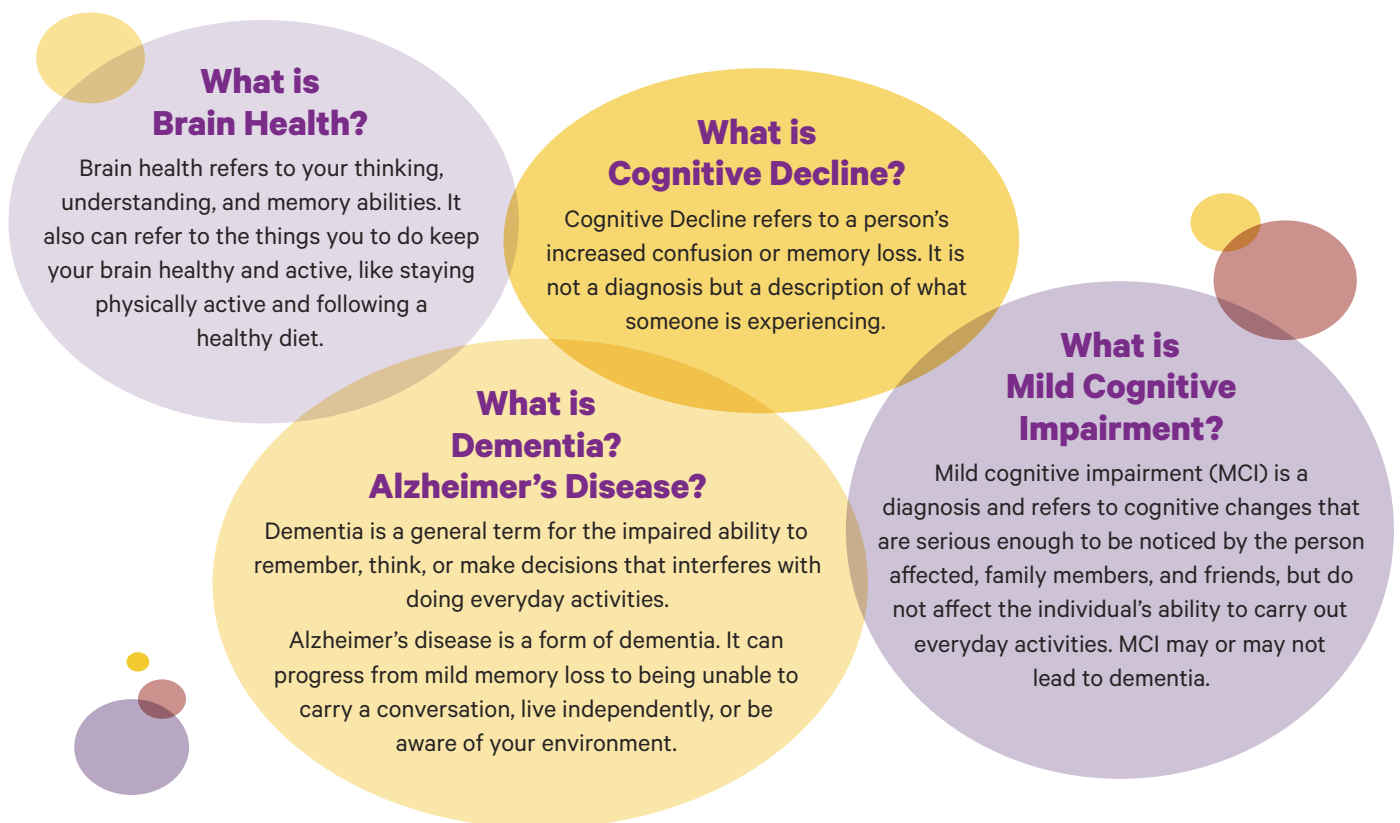 What is
Brain Health?
Brain health refers to your thinking,
understanding, and memory abilities. It
also can refer to the things you to do keep
your brain healthy and active, like staying
physically active and following a
healthy diet.
What is
Cognitive Decline?
Cognitive Decline refers to a person’s
increased confusion or memory loss. It is
not a diagnosis but a description of what
someone is experiencing.
What is
Dementia?
Alzheimer’s Disease?
Dementia is a general term for the impaired ability to
remember, think, or make decisions that interferes with
doing everyday activities.
Alzheimer’s disease is a form of dementia. It can
progress from mild memory loss to being unable to
carry a conversation, live independently, or be
aware of your environment.
What is
Mild Cognitive
Impairment?
Mild cognitive impairment (MCI) is a
diagnosis and refers to cognitive changes that
are serious enough to be noticed by the person
affected, family members, and friends, but do
not affect the individual’s ability to carry out
everyday activities. MCI may or may not
lead to dementia.